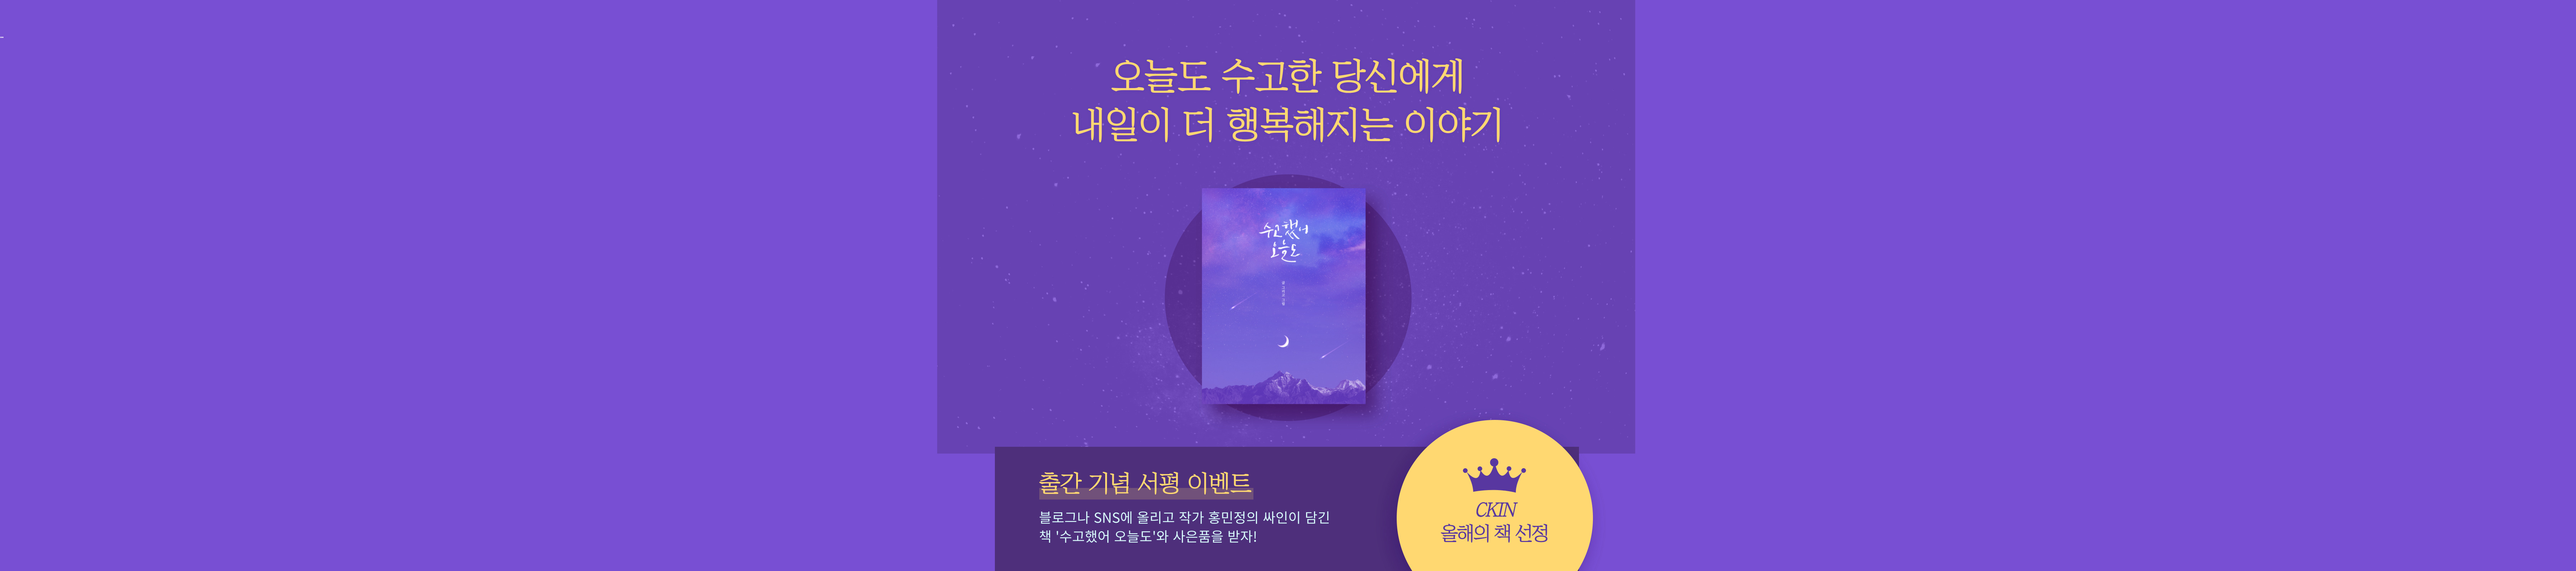 오늘도 수고한 당신에게
내일이 더 행복해지는 이야기
수고했어
오늘도
출간 기념 서평 이벤트
블로그나 SNS에 올리고 작가 홍민정의 싸인이 담긴
책 '수고했어 오늘도'와 사은품을 받자!
CKIN
올해의 책 선정